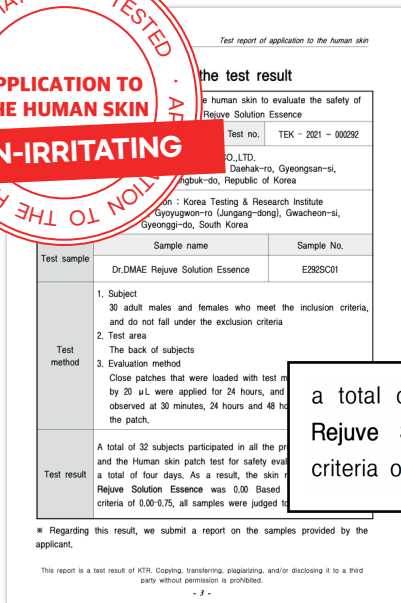 Test report of application to the human skin
TESTED
APPLICATION TO
THE HUMAN SKIN
NON-IRRITATING
the test result
human skin to evaluate the safety of
Rejuve Solution Essence
Test no. TEK - 2021 - 000292
CO.,LTD.
Daehak-ro, Gyeongsan-si,
Republic of Korea
: Korea Testing & Research Institute
Gyoyugwon-ro (Jungang-dong), Gwacheon-si,
Gyeonggi-do, South Korea
Test sample
Sample name Sample No.
Dr.DMAE Rejuve Solution Essence E292SC01
Test method
1. Subject
30 adult males and females who meet the inclusion criteria,
and do not fall under the exclusion criteria
2. Test area
The back of subjects
3. Evaluation method
Close patches that were loaded with test
by 20 μL were applied for 24 hours, and
observed at 30 minutes, 24 hours and 48
the patch.
Test result
A total of 32 subjects participated in all the
and the Human skin patch test for safety
a total of four days. As a result, the skin
Rejuve Solution Essence was 0.00 Based
criteria of 0.00-0.75, all samples were judged
a total
Rejuve
criteria
※ Regarding this result, we submit a report on the samples provided by the
applicant.
This report is a test result of KTR. Copying, transferring, plagiarizing, and/or disclosing it to a third
party without permission is prohibited.
- 3 -